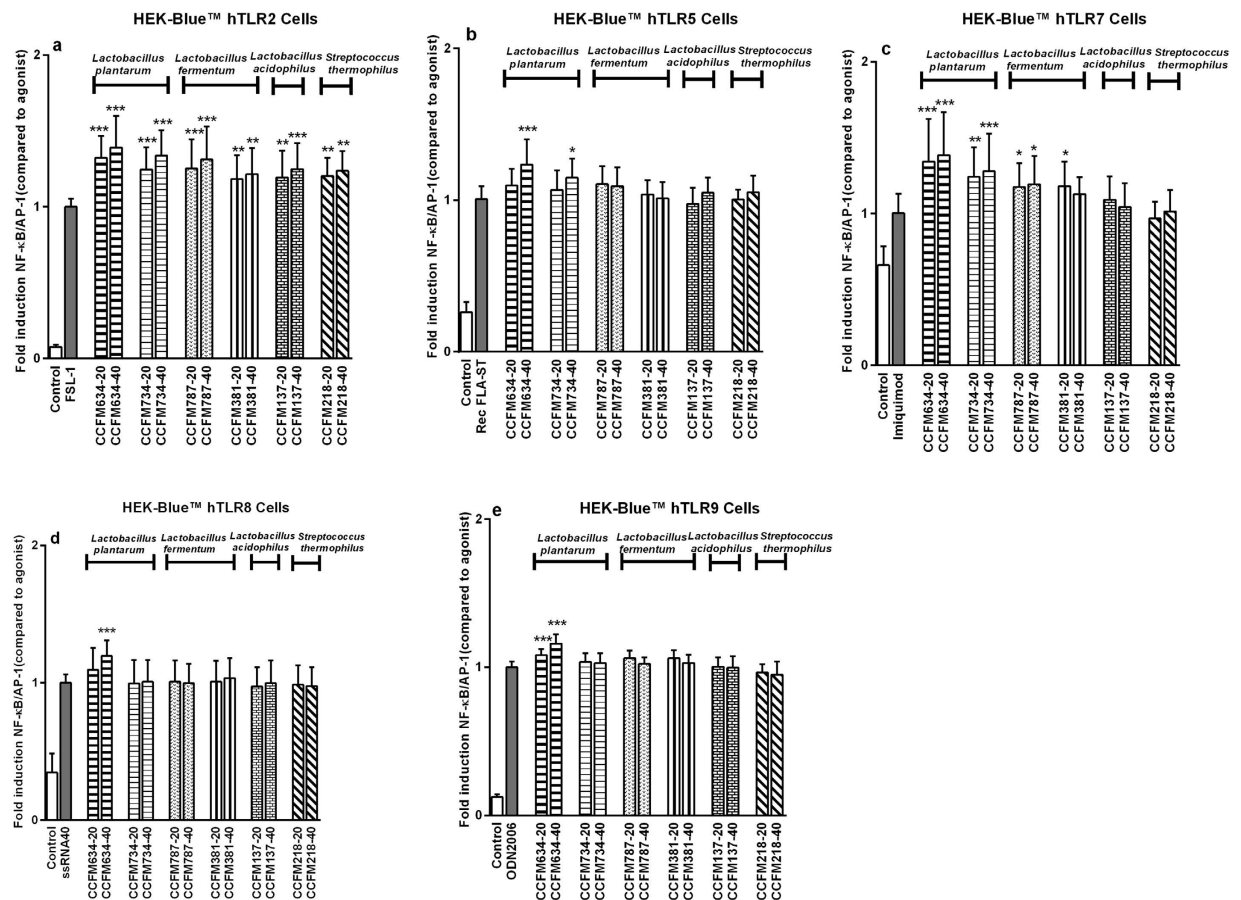 HEK-Blue™ hTLR2 Cells
a
Lactobacillus plantarum
Lactobacillus fermentum
Lactobacillus acidophilus
Streptococcus thermophilus
Fold induction NF-κB/AP-1(compared to agonist)
2
1
0
*** *** *** *** *** *** ** ** ** *** ** **
Control
FSL-1
CCFM634-20
CCFM634-40
CCFM734-20
CCFM734-40
CCFM787-20
CCFM787-40
CCFM381-20
CCFM381-40
CCFM137-20
CCFM137-40
CCFM218-20
CCFM218-40
HEK-Blue™ hTLR5 Cells
b
Lactobacillus plantarum
Lactobacillus fermentum
Lactobacillus acidophilus
Streptococcus thermophilus
Fold induction NF-κB/AP-1(compared to agonist)
2
1
0
*** *
Control
Rec FLA-ST
CCFM634-20
CCFM634-40
CCFM734-20
CCFM734-40
CCFM787-20
CCFM787-40
CCFM381-20
CCFM381-40
CCFM137-20
CCFM137-40
CCFM218-20
CCFM218-40
HEK-Blue™ hTLR7 Cells
c
Lactobacillus plantarum
Lactobacillus fermentum
Lactobacillus acidophilus
Streptococcus thermophilus
Fold induction NF-κB/AP-1(compared to agonist)
2
1
0
*** *** ** *** * * *
Control
Imiquimod
CCFM634-20
CCFM634-40
CCFM734-20
CCFM734-40
CCFM787-20
CCFM787-40
CCFM381-20
CCFM381-40
CCFM137-20
CCFM137-40
CCFM218-20
CCFM218-40
HEK-Blue™ hTLR8 Cells
d
Lactobacillus plantarum
Lactobacillus fermentum
Lactobacillus acidophilus
Streptococcus thermophilus
Fold induction NF-κB/AP-1(compared to agonist)
2
1
0
***
Control
ssRNA40
CCFM634-20
CCFM634-40
CCFM734-20
CCFM734-40
CCFM787-20
CCFM787-40
CCFM381-20
CCFM381-40
CCFM137-20
CCFM137-40
CCFM218-20
CCFM218-40
HEK-Blue™ hTLR9 Cells
e
Lactobacillus plantarum
Lactobacillus fermentum
Lactobacillus acidophilus
Streptococcus thermophilus
Fold induction NF-κB/AP-1(compared to agonist)
2
1
0
*** ***
Control
ODN2006
CCFM634-20
CCFM634-40
CCFM734-20
CCFM734-40
CCFM787-20
CCFM787-40
CCFM381-20
CCFM381-40
CCFM137-20
CCFM137-40
CCFM218-20
CCFM218-40